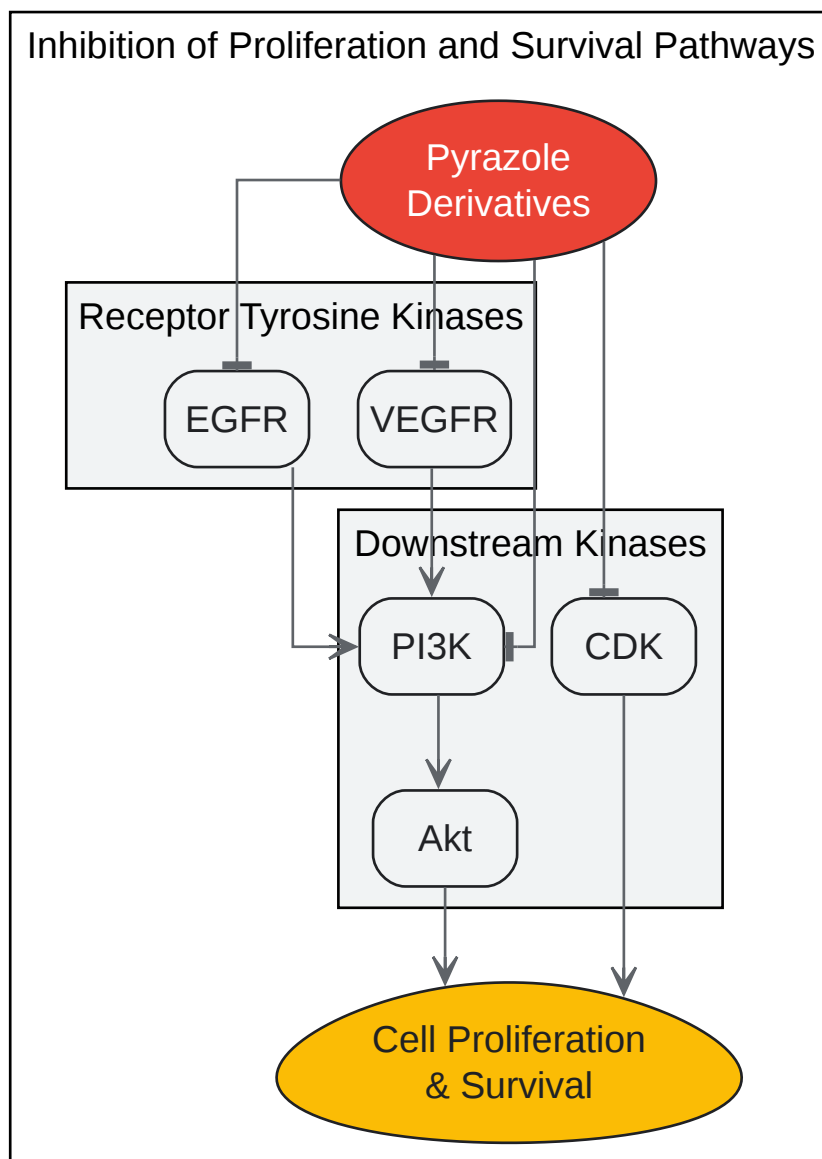 Inhibition of Proliferation and Survival Pathways
Pyrazole
Derivatives
Receptor Tyrosine Kinases
EGFR
VEGFR
Downstream Kinases
PI3K
CDK
Akt
Cell Proliferation
& Survival